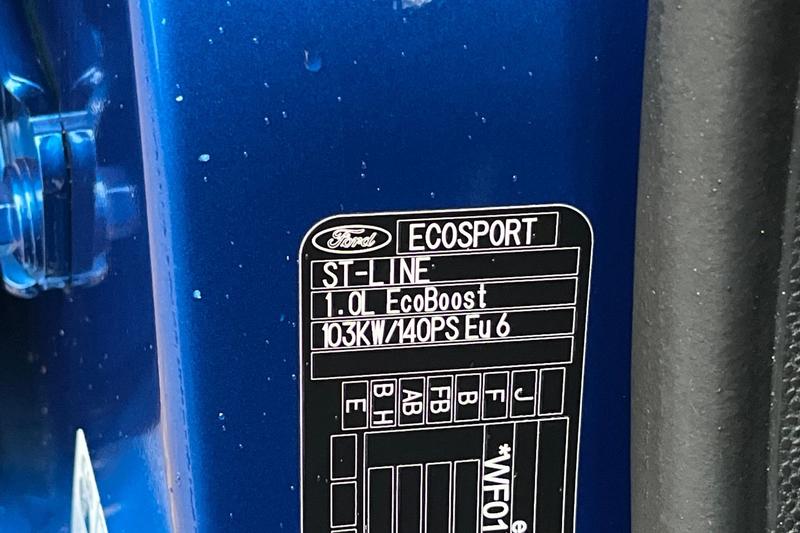 Ford ECOSPORT
ST-LINE
1.0L EcoBoost
103KW/140PS Eu 6
E BH AB FB B F J
*WF01
e